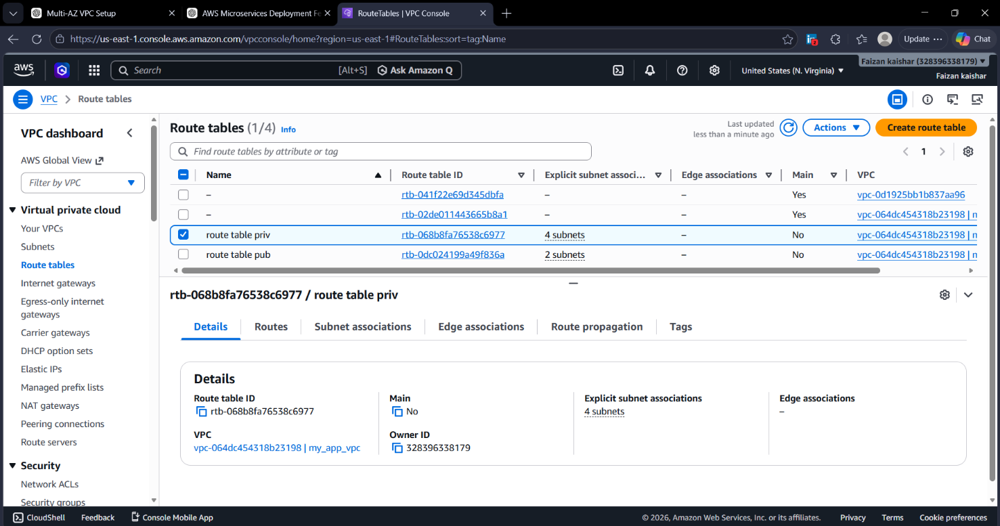 Multi-AZ VPC Setup
AWS Microservices Deployment Fe
RouteTables | VPC Console
https://us-east-1.console.aws.amazon.com/vpcconsole/home?region=us-east-1#RouteTables:sort=tag:Name
2
Update
Chat
aws
Search
[Alt+S]
Ask Amazon Q
United States (N. Virginia)
Faizan kaishar (328396338179)
Faizan kaishar
VPC
Route tables
VPC dashboard
AWS Global View
Filter by VPC
Virtual private cloud
Your VPCs
Subnets
Route tables
Internet gateways
Egress-only internet
gateways
Carrier gateways
DHCP option sets
Elastic IPs
Managed prefix lists
NAT gateways
Peering connections
Route servers
Security
Network ACLs
Security groups
Route tables (1/4) Info
Last updated
less than a minute ago
Actions
Create route table
Find route tables by attribute or tag
1
Name Route table ID Explicit subnet associ... Edge associations Main VPC
– rtb-041f22e69d345dbfa – – Yes vpc-0d1925bb1b837aa96
– rtb-02de011443665b8a1 – – Yes vpc-064dc454318b23198 | m
route table priv rtb-068b8fa76538c6977 4 subnets – No vpc-064dc454318b23198 | m
route table pub rtb-0dc024199a49f836a 2 subnets – No vpc-064dc454318b23198 | m
rtb-068b8fa76538c6977 / route table priv
Details Routes Subnet associations Edge associations Route propagation Tags
Details
Route table ID
rtb-068b8fa76538c6977
Main
No
Explicit subnet associations
4 subnets
Edge associations
–
VPC
vpc-064dc454318b23198 | my_app_vpc
Owner ID
328396338179
CloudShell Feedback Console Mobile App
© 2026, Amazon Web Services, Inc. or its affiliates. Privacy Terms Cookie preferences